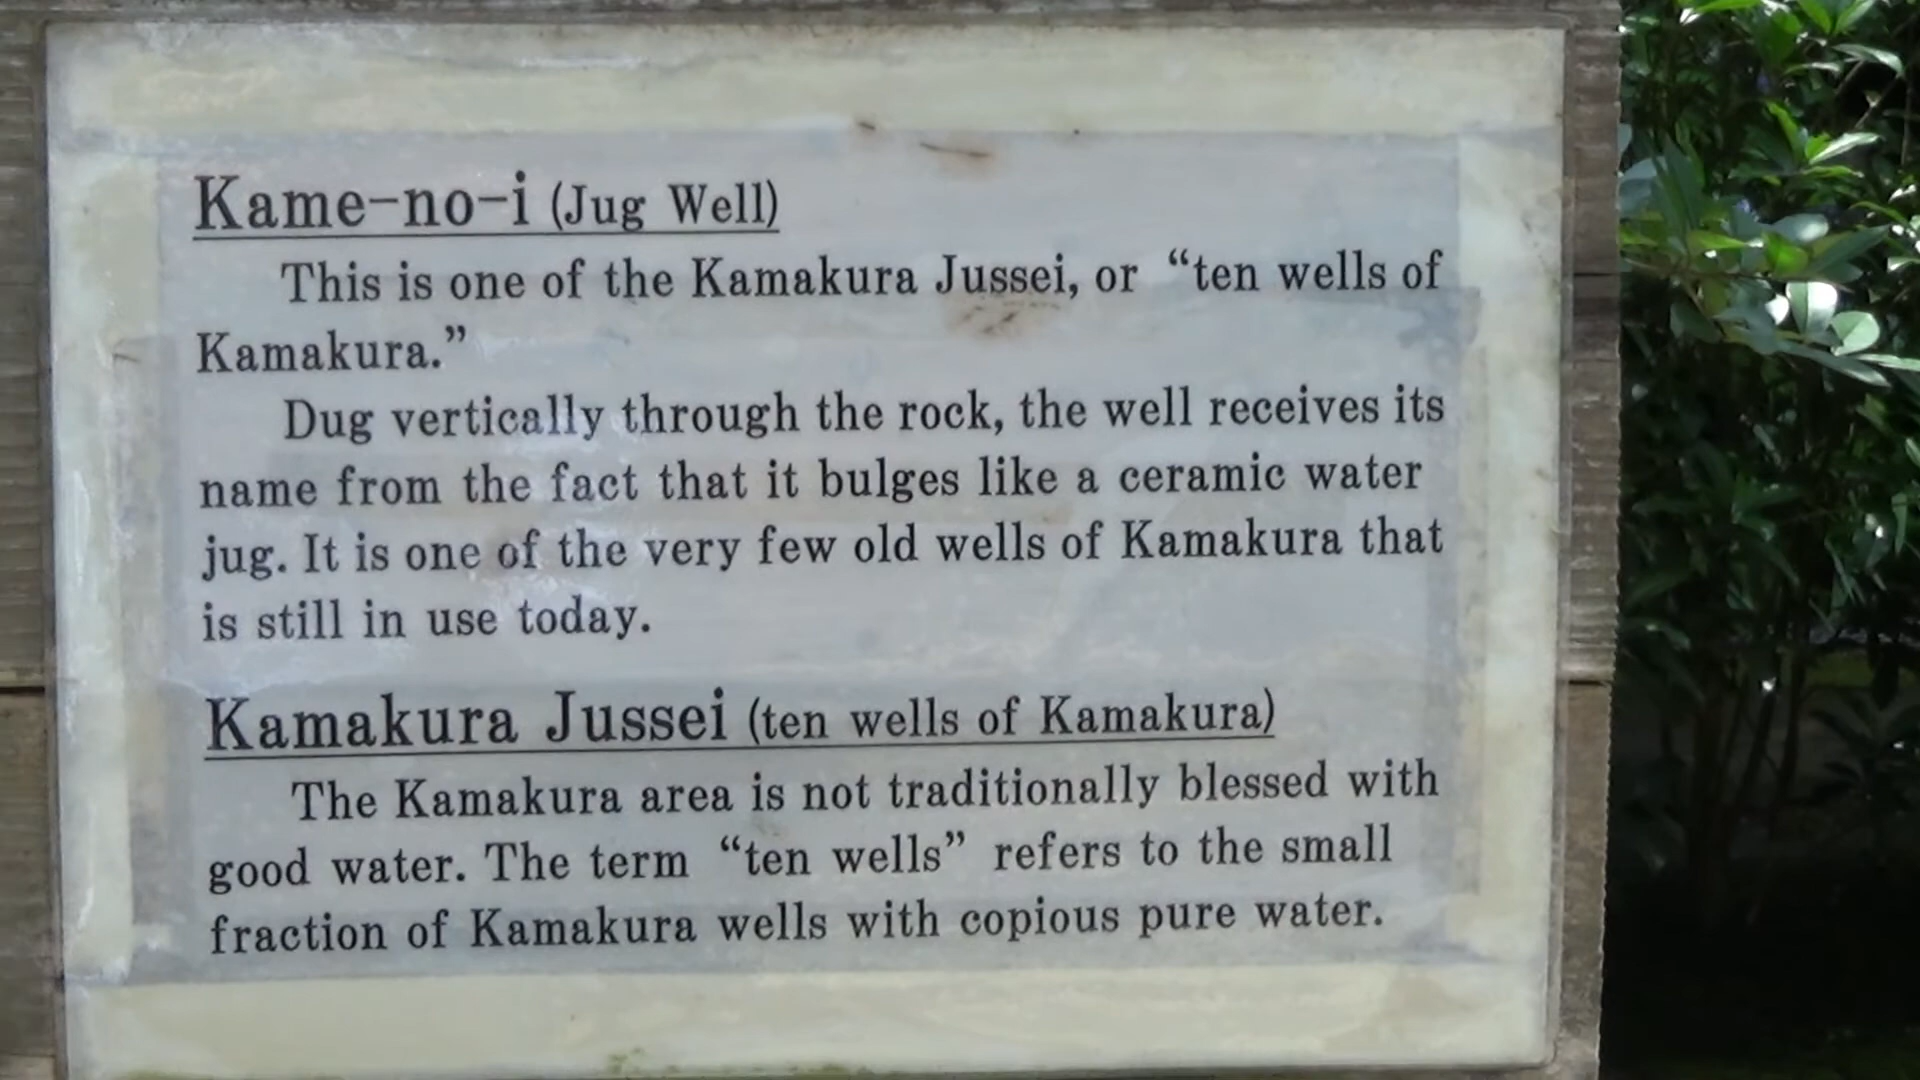 Kame-no-i (Jug Well)
This is one of the Kamakura Jussei, or “ten wells of
Kamakura.”
Dug vertically through the rock, the well receives its
name from the fact that it bulges like a ceramic water
jug. It is one of the very few old wells of Kamakura that
is still in use today.
Kamakura Jussei (ten wells of Kamakura)
The Kamakura area is not traditionally blessed with
good water. The term “ten wells” refers to the small
fraction of Kamakura wells with copious pure water.